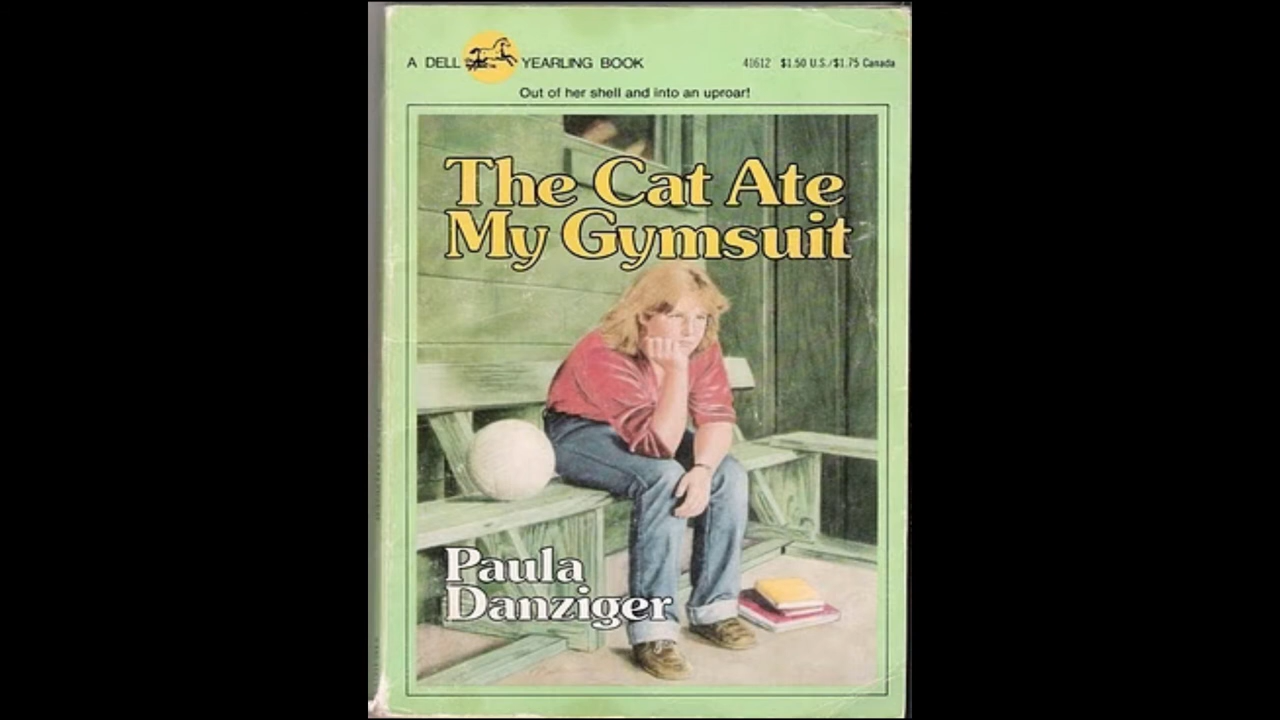 A DELL YEARLING BOOK
41612 $1.50 U.S./$1.75 Canada
Out of her shell and into an uproar!
The Cat Ate
My Gymsuit
Paula
Danziger